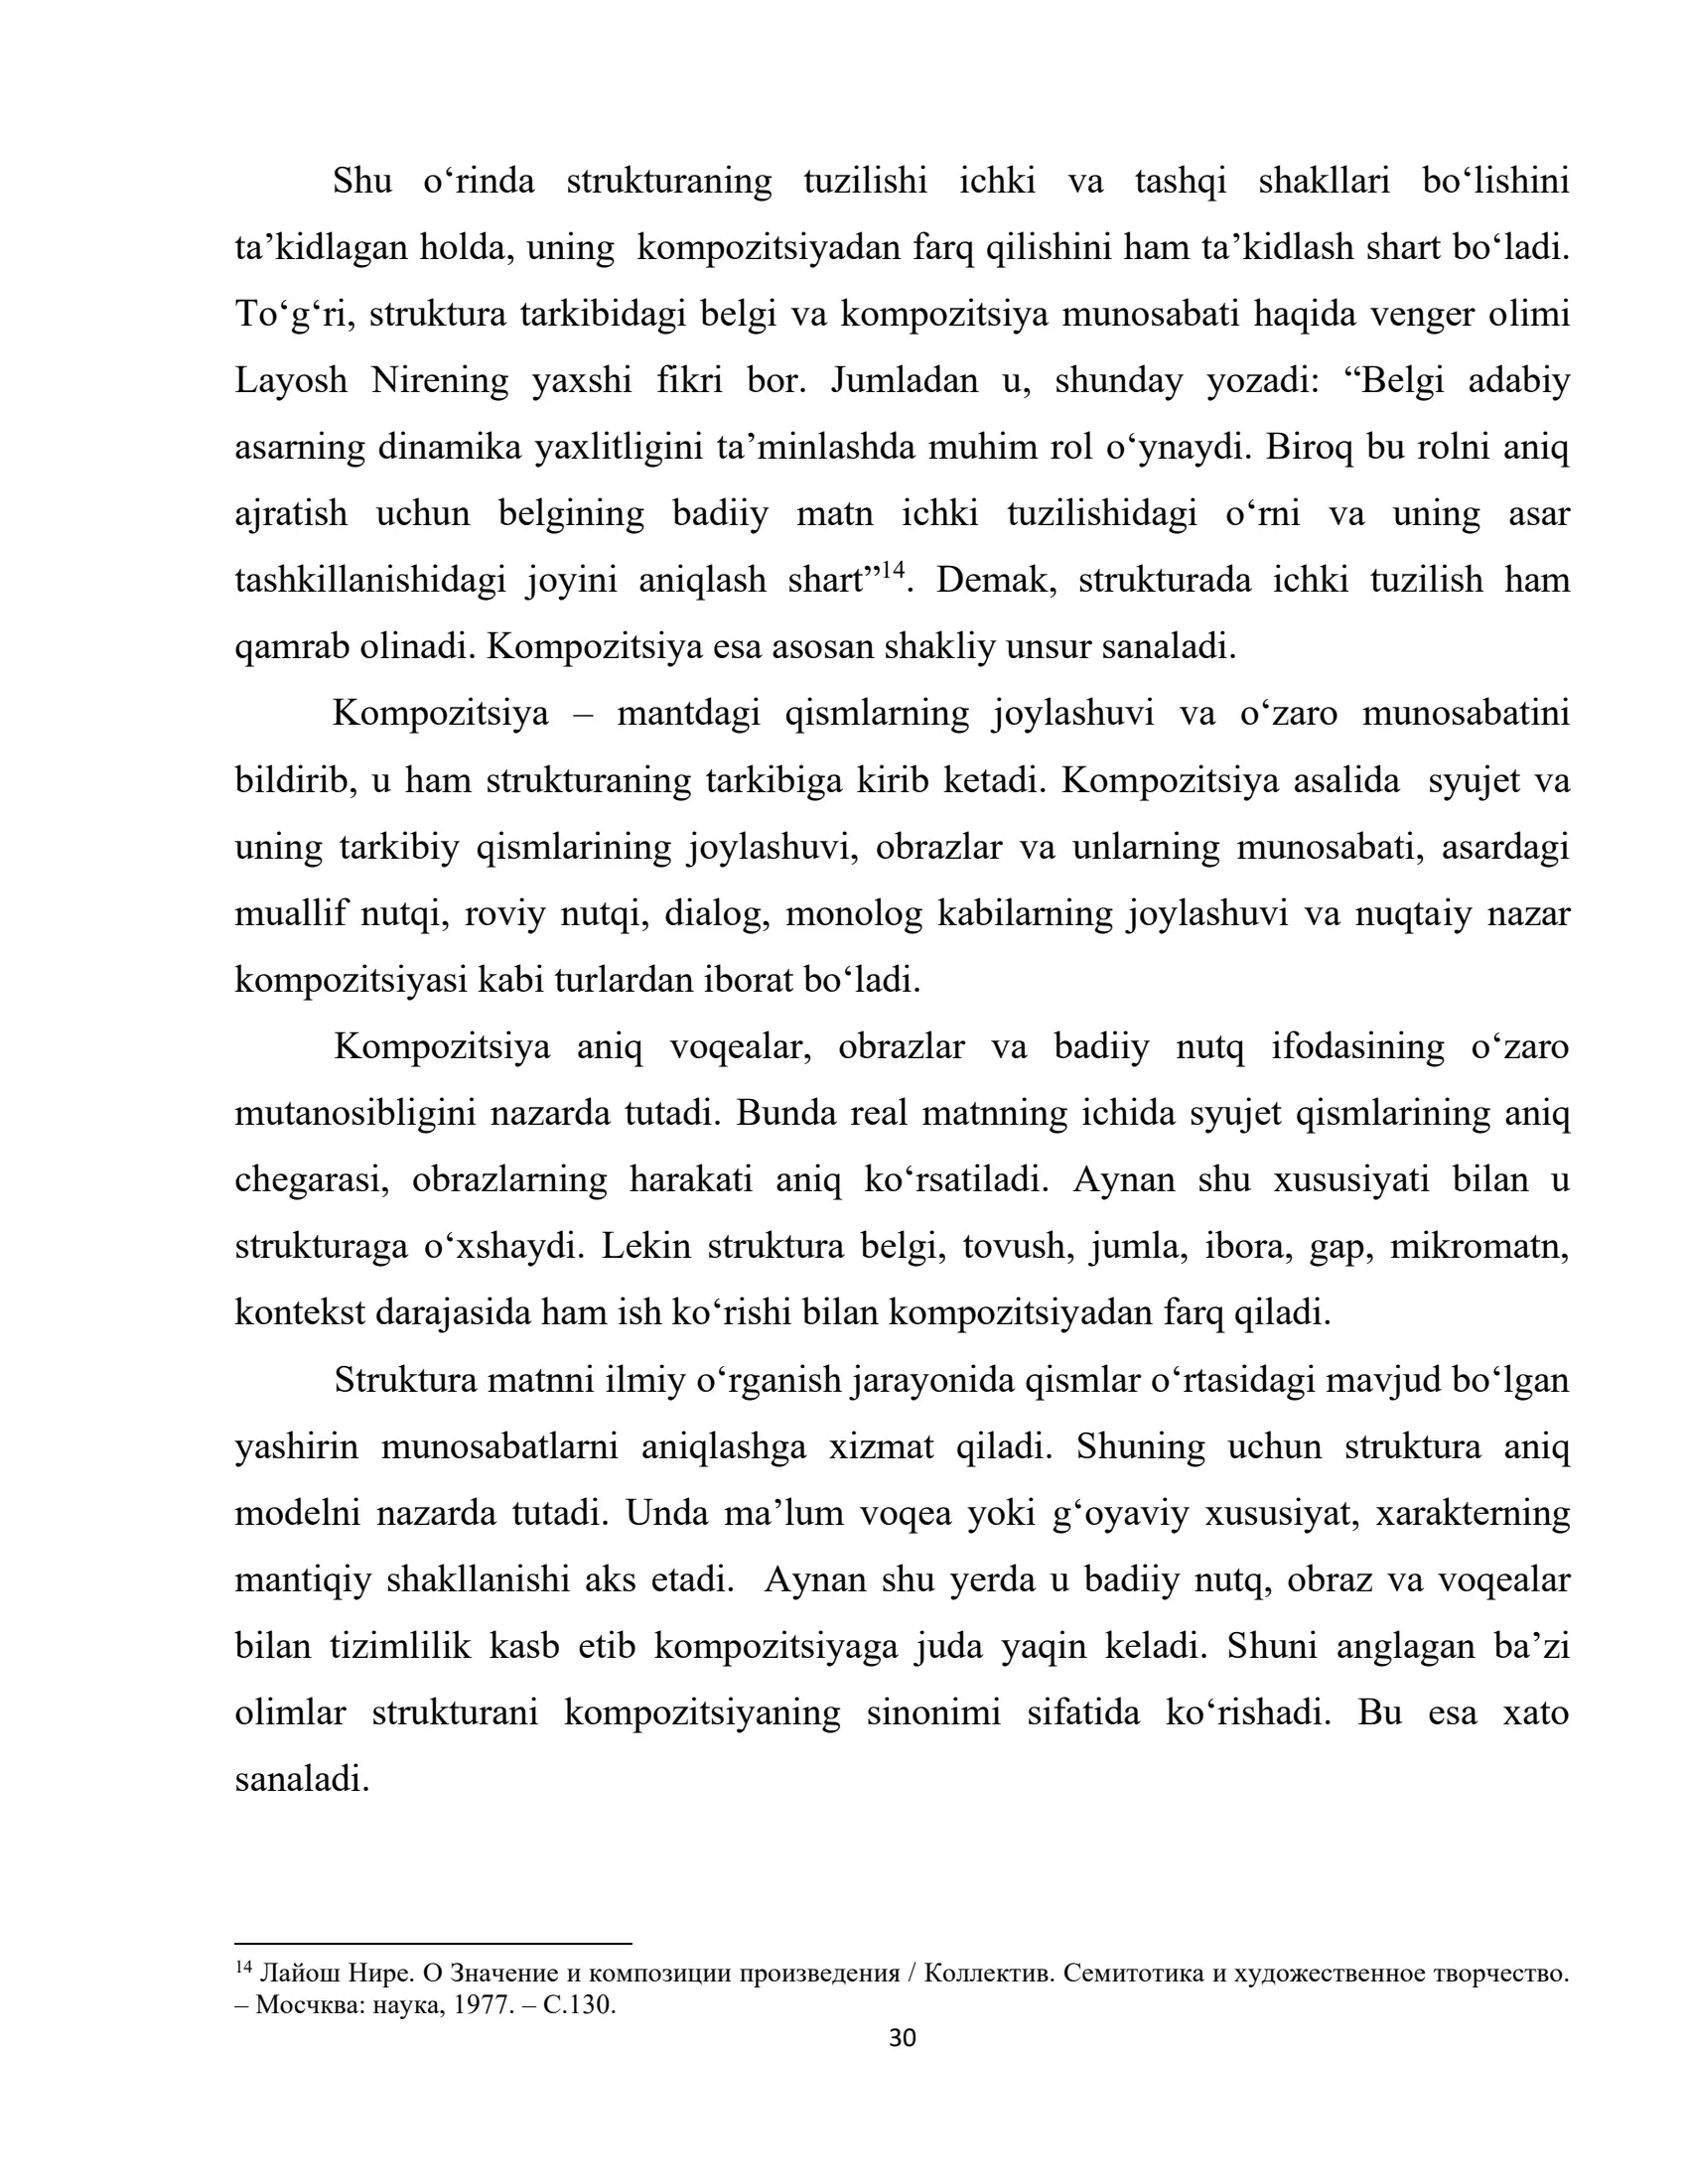 Shu o‘rinda strukturaning tuzilishi ichki va tashqi shakllari bo‘lishini
ta’kidlagan holda, uning kompozitsiyadan farq qilishini ham ta’kidlash shart bo‘ladi.
To‘g‘ri, struktura tarkibidagi belgi va kompozitsiya munosabati haqida venger olimi
Layosh Nirening yaxshi fikri bor. Jumladan u, shunday yozadi: “Belgi adabiy
asarning dinamika yaxlitligini ta’minlashda muhim rol o‘ynaydi. Biroq bu rolni aniq
ajratish uchun belgining badiiy matn ichki tuzilishidagi o‘rni va uning asar
tashkillanishidagi joyini aniqlash shart”14. Demak, strukturada ichki tuzilish ham
qamrab olinadi. Kompozitsiya esa asosan shakliy unsur sanaladi.
Kompozitsiya – mantdagi qismlarning joylashuvi va o‘zaro munosabatini
bildirib, u ham strukturaning tarkibiga kirib ketadi. Kompozitsiya asalida syujet va
uning tarkibiy qismlarining joylashuvi, obrazlar va unlarning munosabati, asardagi
muallif nutqi, roviy nutqi, dialog, monolog kabilarning joylashuvi va nuqtaiy nazar
kompozitsiyasi kabi turlardan iborat bo‘ladi.
Kompozitsiya aniq voqealar, obrazlar va badiiy nutq ifodasining o‘zaro
mutanosibligini nazarda tutadi. Bunda real matnning ichida syujet qismlarining aniq
chegarasi, obrazlarning harakati aniq ko‘rsatiladi. Aynan shu xususiyati bilan u
strukturaga o‘xshaydi. Lekin struktura belgi, tovush, jumla, ibora, gap, mikromatn,
kontekst darajasida ham ish ko‘rishi bilan kompozitsiyadan farq qiladi.
Struktura matnni ilmiy o‘rganish jarayonida qismlar o‘rtasidagi mavjud bo‘lgan
yashirin munosabatlarni aniqlashga xizmat qiladi. Shuning uchun struktura aniq
modelni nazarda tutadi. Unda ma’lum voqea yoki g‘oyaviy xususiyat, xarakterning
mantiqiy shakllanishi aks etadi. Aynan shu yerda u badiiy nutq, obraz va voqealar
bilan tizimlilik kasb etib kompozitsiyaga juda yaqin keladi. Shuni anglagan ba’zi
olimlar strukturani kompozitsiyaning sinonimi sifatida ko‘rishadi. Bu esa xato
sanaladi.
14 Лайош Нире. О Значение и композиции произведения / Коллектив. Семитотика и художественное творчество.
– Мосчква: наука, 1977. – С.130.
30